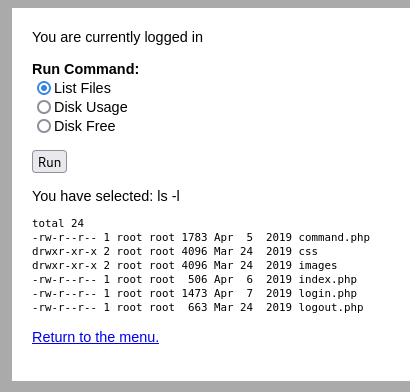 You are currently logged in
Run Command:
List Files
Disk Usage
Disk Free
Run
You have selected: ls -l
total 24
-rw-r--r-- 1 root root 1783 Apr  5  2019 command.php
drwxr-xr-x 2 root root 4096 Mar 24  2019 css
drwxr-xr-x 2 root root 4096 Mar 24  2019 images
-rw-r--r-- 1 root root  506 Apr  6  2019 index.php
-rw-r--r-- 1 root root 1473 Apr  7  2019 login.php
-rw-r--r-- 1 root root  663 Mar 24  2019 logout.php
Return to the menu.